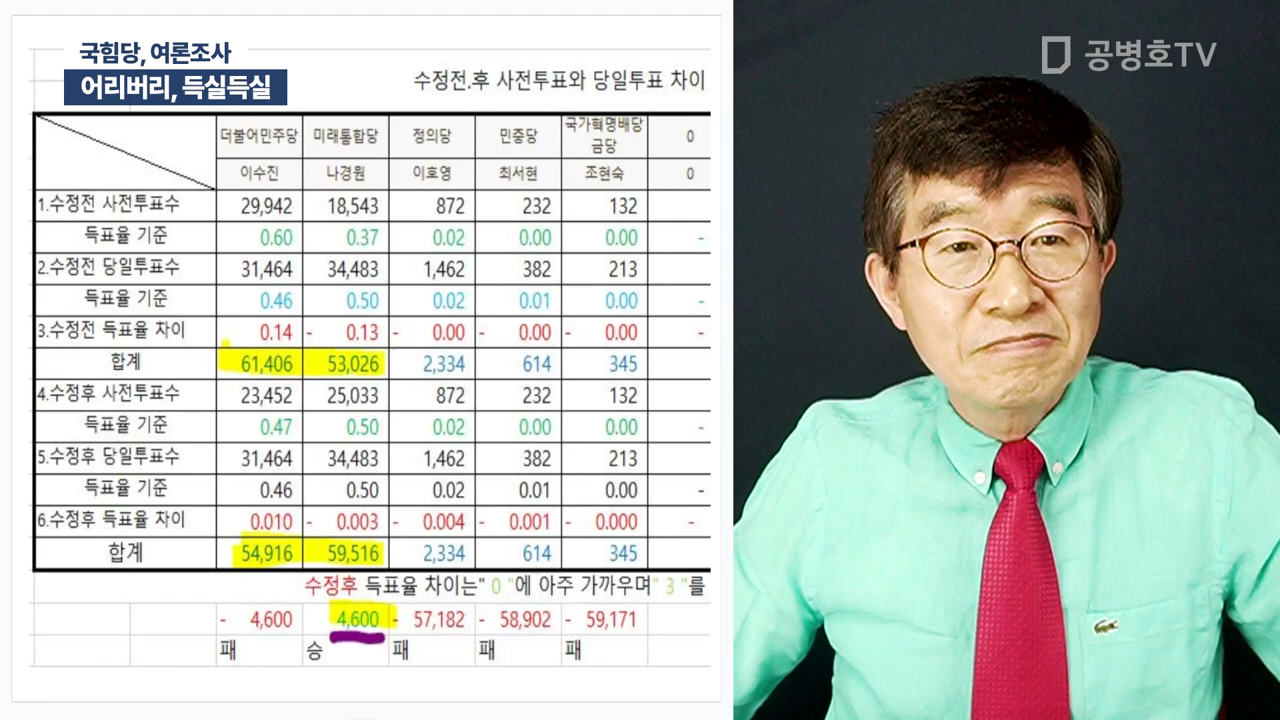 국힘당, 여론조사
어리버리, 득실득실
공병호TV
수정전.후 사전투표와 당일투표 차이
더불어민주당 미래통합당 정의당 민중당 국가혁명배당금당 0
이수진 나경원 이호영 최서현 조현숙 0
1.수정전 사전투표수 29,942 18,543 872 232 132
득표율 기준 0.60 0.37 0.02 0.00 0.00 -
2.수정전 당일투표수 31,464 34,483 1,462 382 213
득표율 기준 0.46 0.50 0.02 0.01 0.00 -
3.수정전 득표율 차이 0.14 - 0.13 - 0.00 - 0.00 - 0.00 -
합계 61,406 53,026 2,334 614 345
4.수정후 사전투표수 23,452 25,033 872 232 132
득표율 기준 0.47 0.50 0.02 0.00 0.00 -
5.수정후 당일투표수 31,464 34,483 1,462 382 213
득표율 기준 0.46 0.50 0.02 0.01 0.00 -
6.수정후 득표율 차이 0.010 - 0.003 - 0.004 - 0.001 - 0.000 -
합계 54,916 59,516 2,334 614 345
수정후 득표율 차이는" 0 "에 아주 가까우며" 3 "를
- 4,600 4,600 - 57,182 - 58,902 - 59,171
패 승 패 패 패